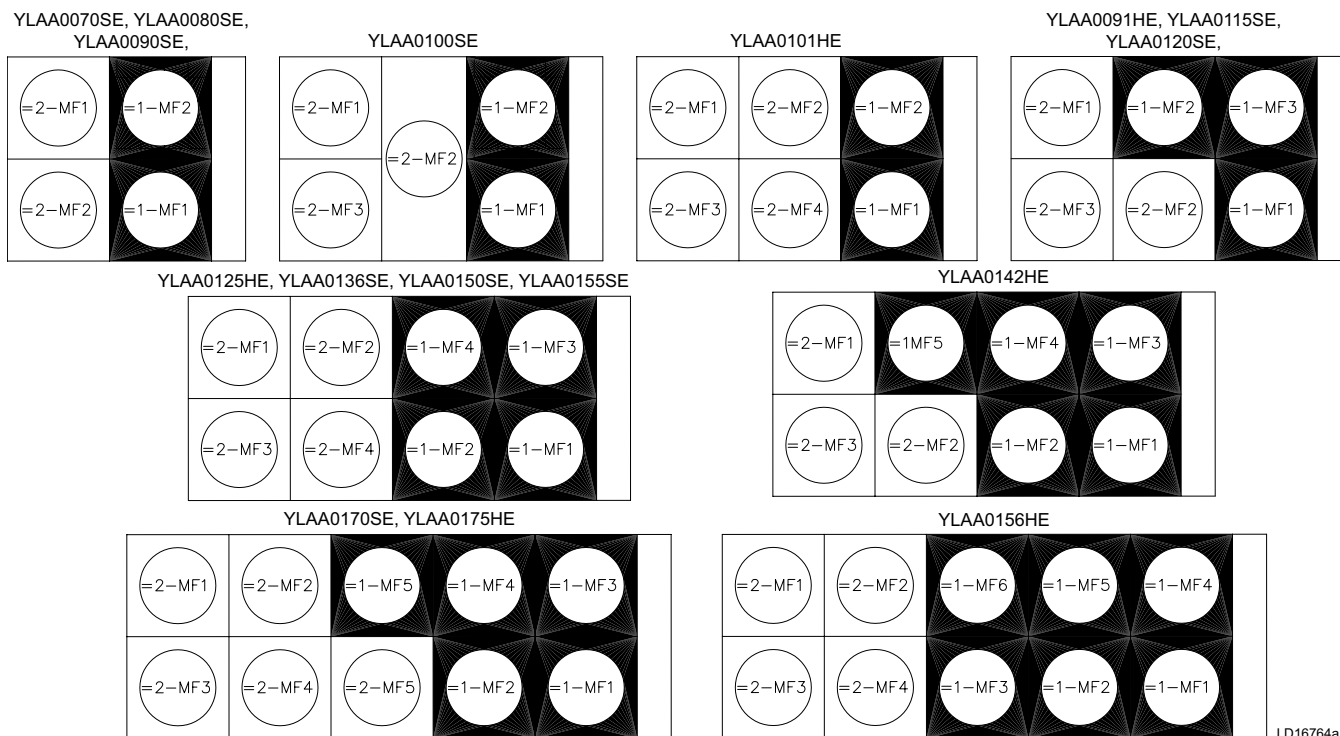 YLAA0070SE, YLAA0080SE,
YLAA0090SE,
=2-MF1 =1-MF2
=2-MF2 =1-MF1
YLAA0100SE
=2-MF1 =1-MF2
=2-MF2
=2-MF3 =1-MF1
YLAA0101HE
=2-MF1 =2-MF2 =1-MF2
=2-MF3 =2-MF4 =1-MF1
YLAA0091HE, YLAA0115SE,
YLAA0120SE,
=2-MF1 =1-MF2 =1-MF3
=2-MF3 =2-MF2 =1-MF1
YLAA0125HE, YLAA0136SE, YLAA0150SE, YLAA0155SE
=2-MF1 =2-MF2 =1-MF4 =1-MF3
=2-MF3 =2-MF4 =1-MF2 =1-MF1
YLAA0142HE
=2-MF1 =1MF5 =1-MF4 =1-MF3
=2-MF3 =2-MF2 =1-MF2 =1-MF1
YLAA0170SE, YLAA0175HE
=2-MF1 =2-MF2 =1-MF5 =1-MF4 =1-MF3
=2-MF3 =2-MF4 =2-MF5 =1-MF2 =1-MF1
YLAA0156HE
=2-MF1 =2-MF2 =1-MF6 =1-MF5 =1-MF4
=2-MF3 =2-MF4 =1-MF3 =1-MF2 =1-MF1
LD16764a